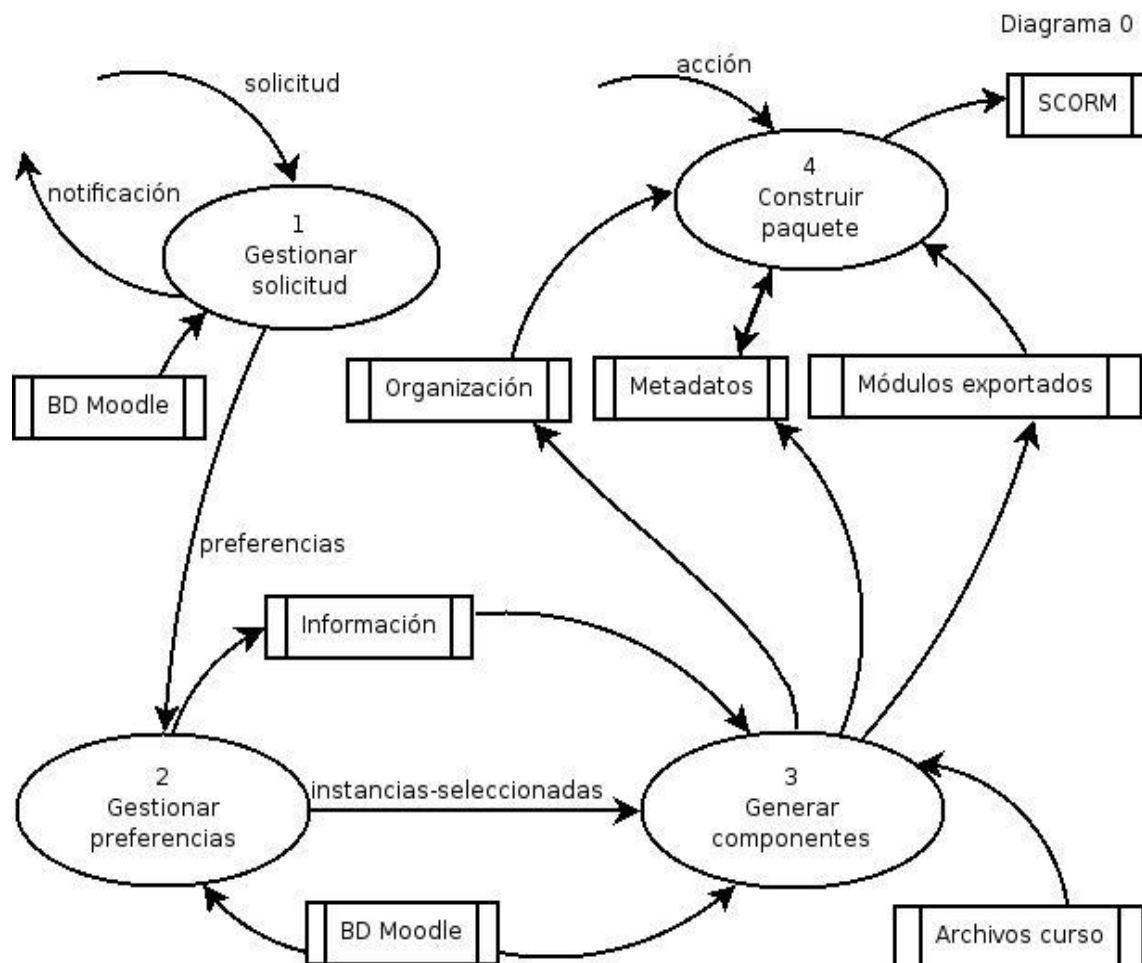 Diagrama 0
solicitud
acción
SCORM
notificación
1
Gestionar
solicitud
4
Construir
paquete
BD Moodle
Organización
Metadatos
Módulos exportados
preferencias
Información
2
Gestionar
preferencias
instancias-seleccionadas
3
Generar
componentes
BD Moodle
Archivos curso